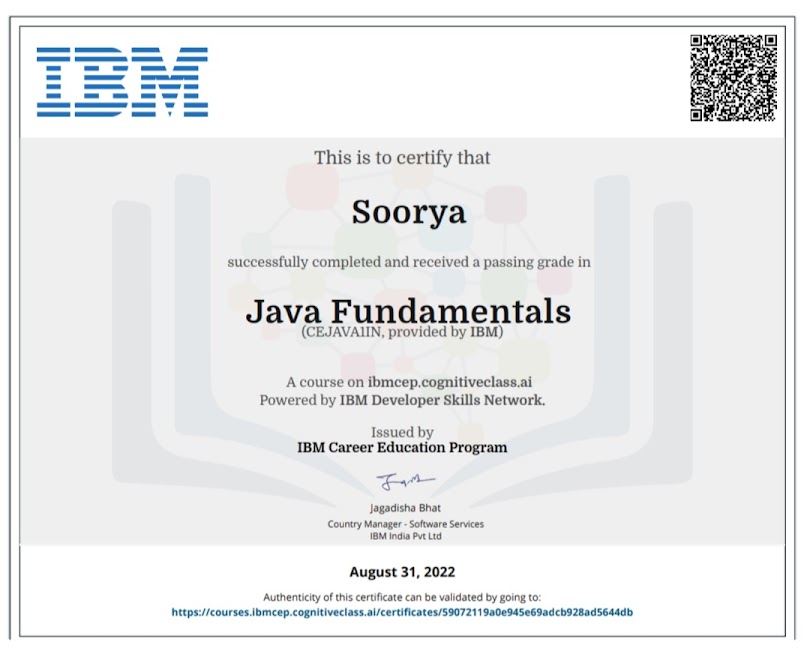 IBM
This is to certify that
Soorya
successfully completed and received a passing grade in
Java Fundamentals
(CEJAVA1IN, provided by IBM)
A course on ibmcep.cognitiveclass.ai
Powered by IBM Developer Skills Network.
Issued by
IBM Career Education Program
Jagadisha Bhat
Country Manager - Software Services
IBM India Pvt Ltd
August 31, 2022
Authenticity of this certificate can be validated by going to:
https://courses.ibmcep.cognitiveclass.ai/certificates/59072119a0e945e69adcb928ad5644db